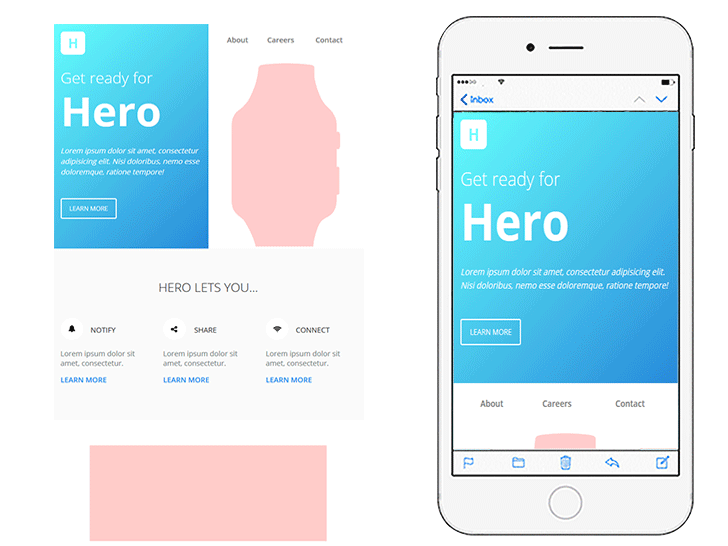 H
About Careers Contact
Get ready for
Hero
Lorem ipsum dolor sit amet, consectetur
adipisicing elit. Nisi doloribus, nemo esse
doloremque, ratione tempore!
LEARN MORE
HERO LETS YOU...
NOTIFY
Lorem ipsum dolor sit
amet, consectetur.
LEARN MORE
SHARE
Lorem ipsum dolor sit
amet, consectetur.
LEARN MORE
CONNECT
Lorem ipsum dolor sit
amet, consectetur.
LEARN MORE
inbox
H
Get ready for
Hero
Lorem ipsum dolor sit amet, consectetur adipisicing elit.
Nisi doloribus, nemo esse doloremque, ratione tempore!
LEARN MORE
About Careers Contact